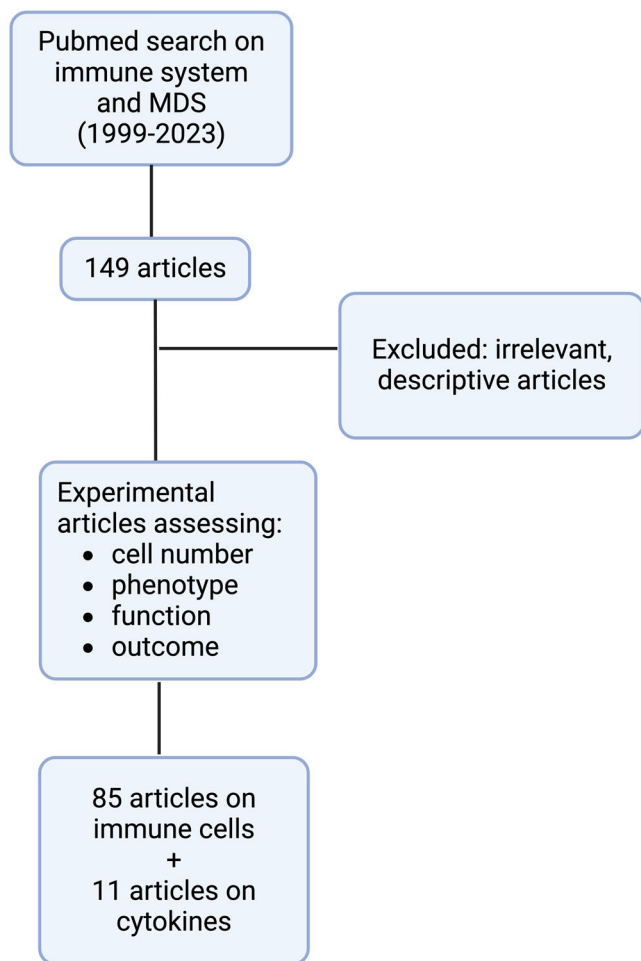 Pubmed search on
immune system
and MDS
(1999-2023)
149 articles
Excluded: irrelevant,
descriptive articles
Experimental
articles assessing:
• cell number
• phenotype
• function
• outcome
85 articles on
immune cells
+
11 articles on
cytokines